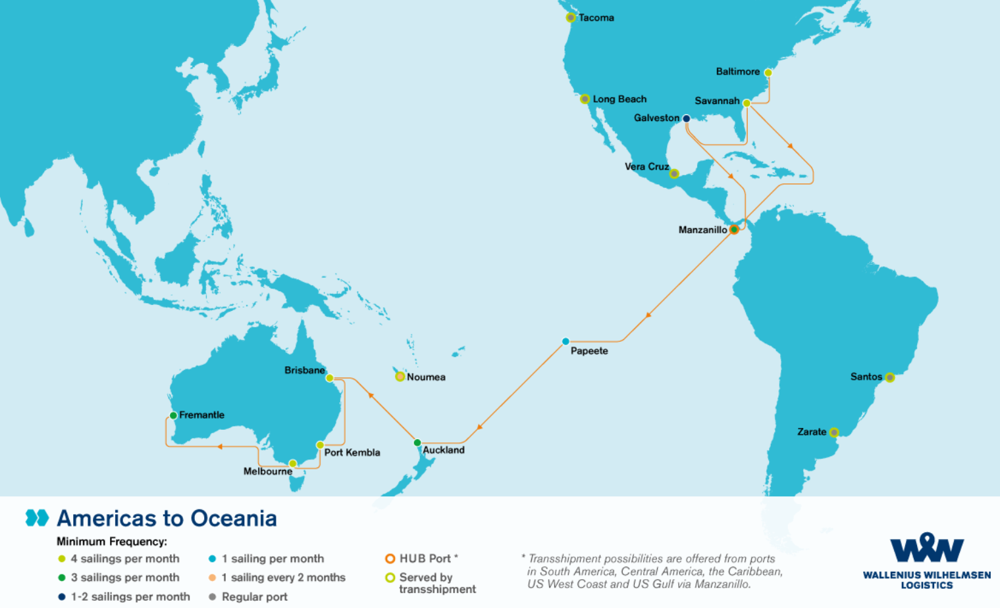 Tacoma
Baltimore
Long Beach
Savannah
Galveston
Vera Cruz
Manzanillo
Papeete
Brisbane
Noumea
Santos
Fremantle
Zarate
Auckland
Port Kembla
Melbourne
Americas to Oceania
Minimum Frequency:
4 sailings per month
3 sailings per month
1-2 sailings per month
1 sailing per month
1 sailing every 2 months
Regular port
HUB Port *
Served by
transshipment
* Transshipment possibilities are offered from ports
in South America, Central America, the Caribbean,
US West Coast and US Gulf via Manzanillo.
WALLENIUS WILHELMSEN
LOGISTICS